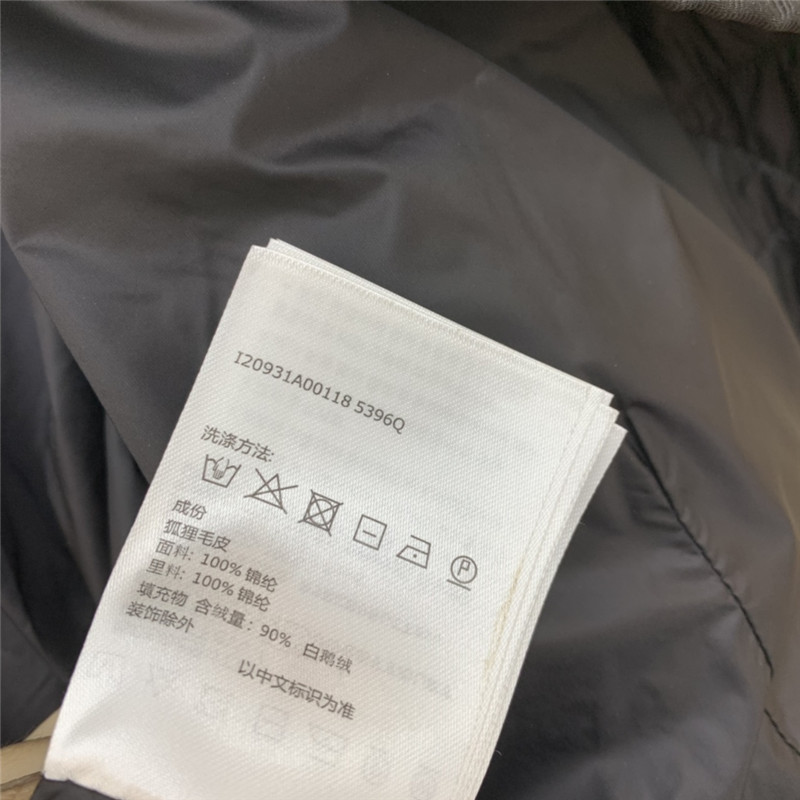 I20931A00118 5396Q
洗涤方法:
P
成份
狐狸毛皮
面料: 100% 锦纶
里料: 100% 锦纶
填充物 含绒量: 90% 白鹅绒
装饰除外
以中文标识为准